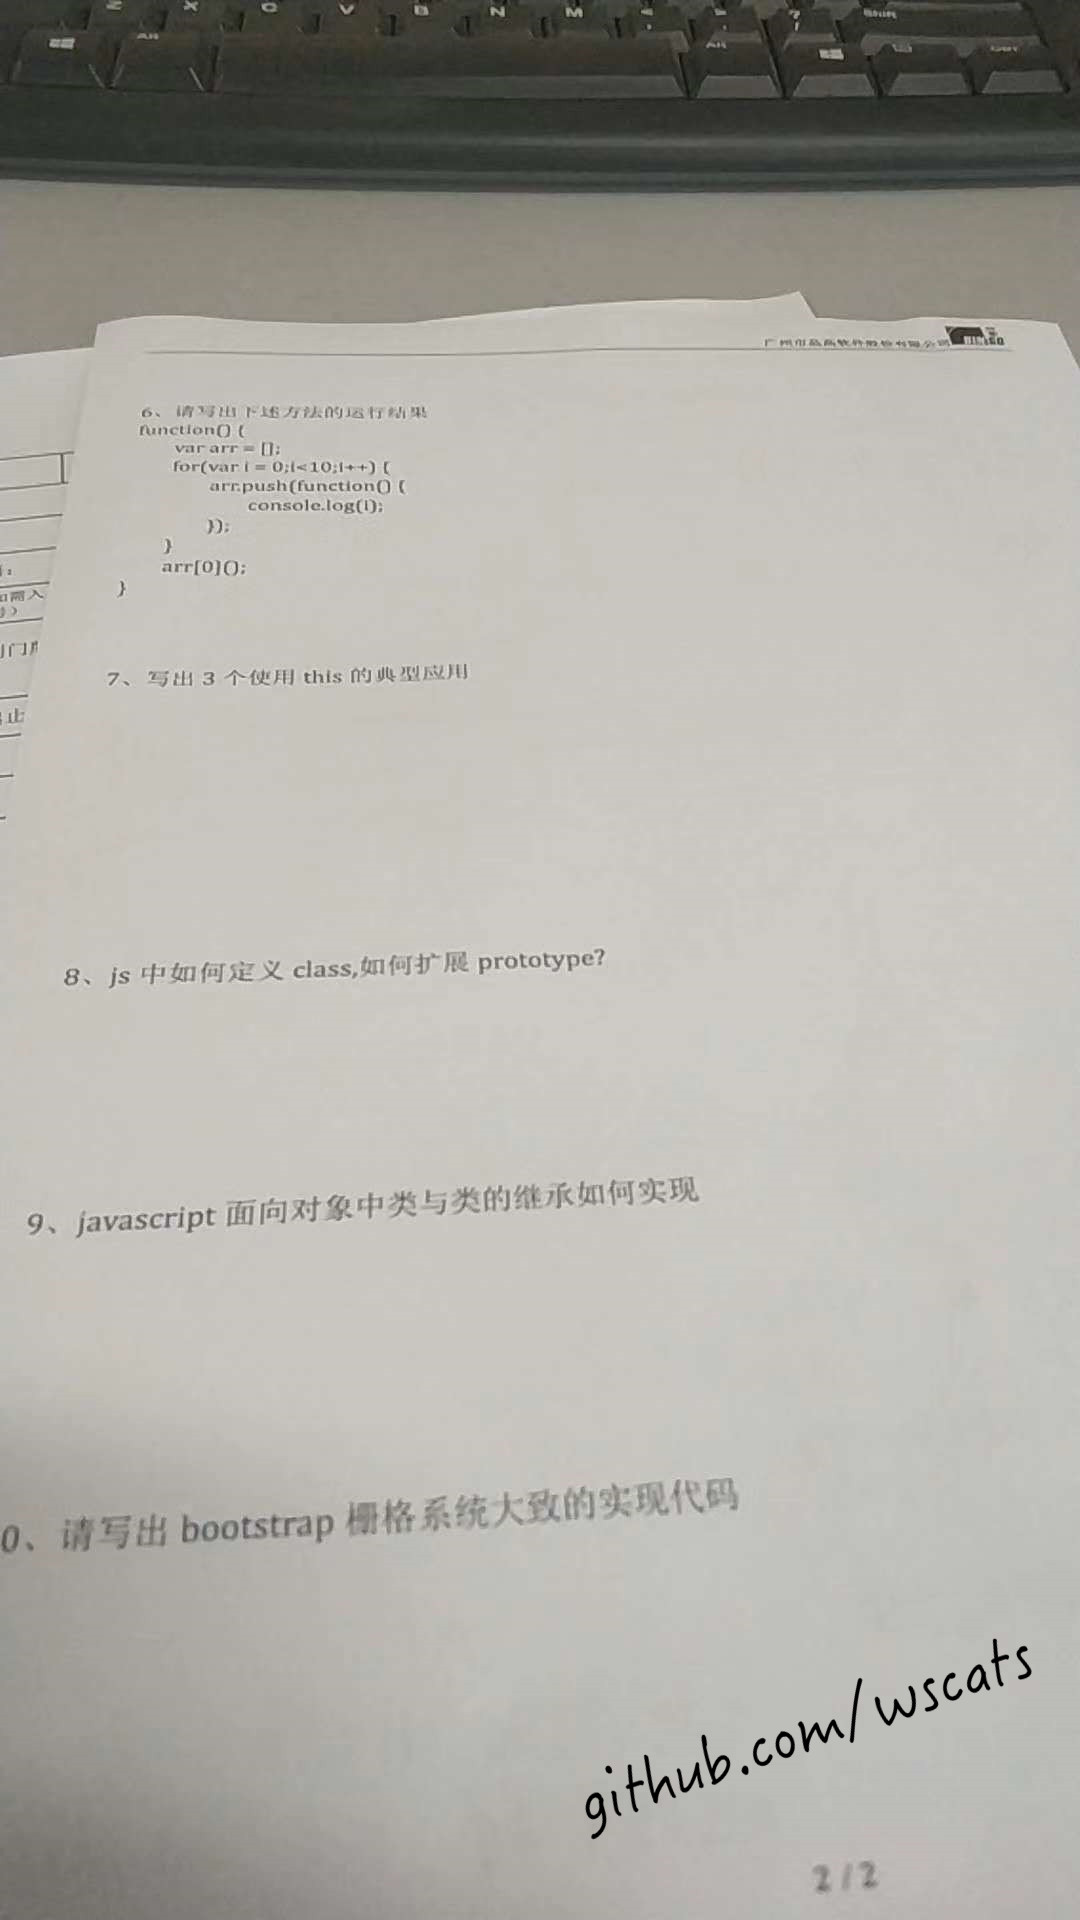 Z X C V B N M
Shift
Alt
Alt
Ctrl
广州市品高软件股份有限公司
BINGO
6、请写出下述方法的运行结果
function() {
var arr = [];
for(var i = 0;i<10;i++) {
arr.push(function() {
console.log(i);
});
}
arr[0]();
}
如需入
7、写出 3 个使用 this 的典型应用
止
8、js 中如何定义 class,如何扩展 prototype?
9、javascript 面向对象中类与类的继承如何实现
0、请写出 bootstrap 栅格系统大致的实现代码
github.com/wscats
2 / 2